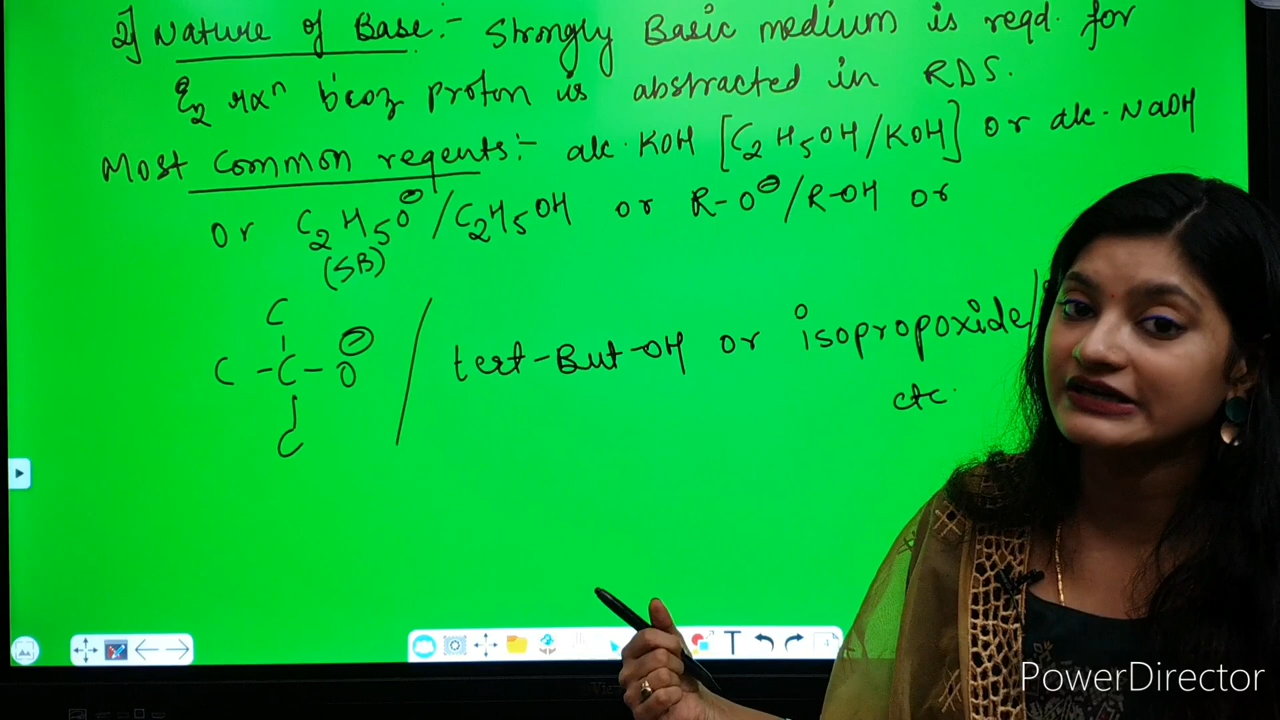 2] Nature of Base:- Strongly Basic medium is reqd. for
E2 rxⁿ b'coz proton is abstracted in RDS.
Most Common regents:- alc. KOH [C2H5OH/KOH] or alc. NaOH
or C2H5O⊖/C2H5OH or R-O⊖/R-OH or
(SB)
C
C - C - O⊖ / tert-But-OH or isopropoxide/
C
etc.
T
PowerDirector